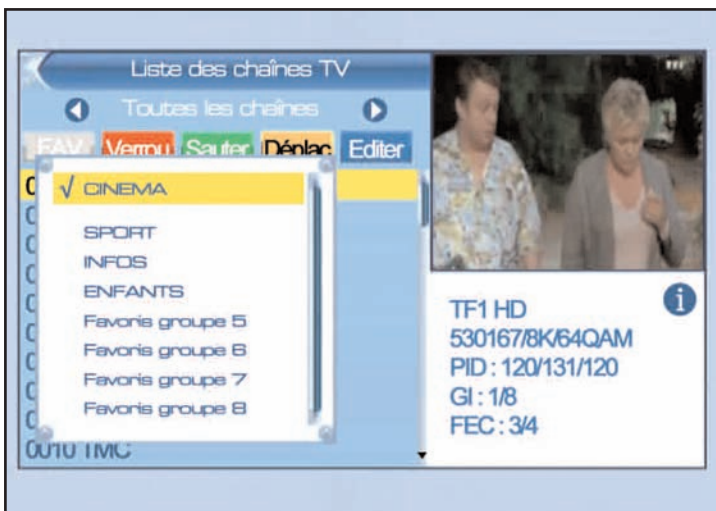 Liste des chaînes TV
Toutes les chaînes
FAV Verrou Sauter Déplac Editer
√ CINEMA
SPORT
INFOS
ENFANTS
Favoris groupe 5
Favoris groupe 6
Favoris groupe 7
Favoris groupe 8
0010 TMC
TF1 HD
530167/8K/64QAM
PID : 120/131/120
GI : 1/8
FEC : 3/4